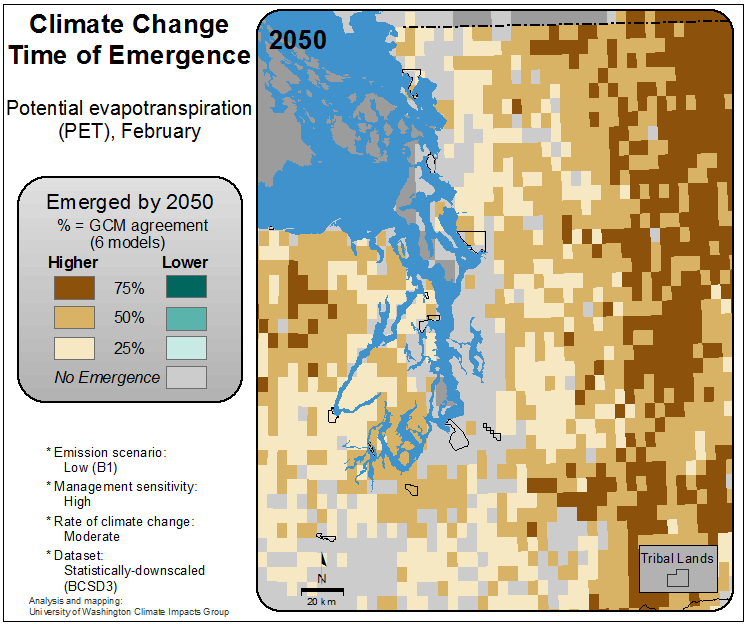 Climate Change
Time of Emergence
Potential evapotranspiration
(PET), February
Emerged by 2050
% = GCM agreement
(6 models)
Higher Lower
75%
50%
25%
No Emergence
* Emission scenario:
Low (B1)
* Management sensitivity:
High
* Rate of climate change:
Moderate
* Dataset:
Statistically-downscaled
(BCSD3)
Analysis and mapping:
University of Washington Climate Impacts Group
2050
N
20 km
Tribal Lands